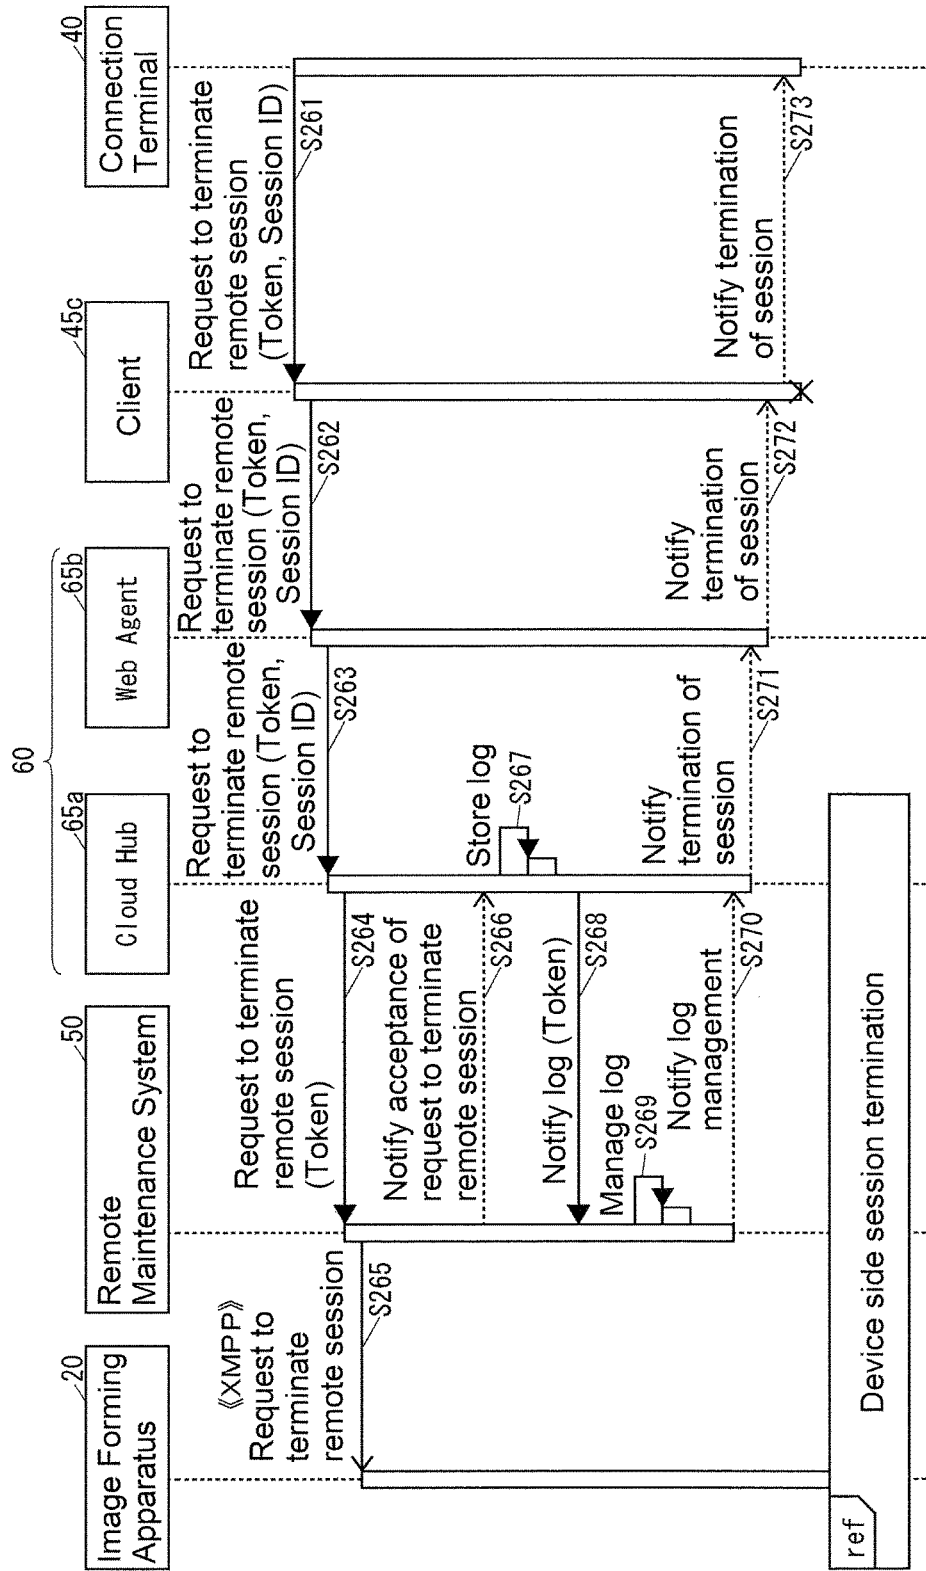 60
20
Image Forming
Apparatus
50
Remote
Maintenance System
65a
Cloud Hub
65b
Web Agent
45c
Client
40
Connection
Terminal
Request to terminate
remote session
(Token, Session ID)
S261
Request to
terminate remote
session (Token,
Session ID)
S262
Request to
terminate remote
session (Token,
Session ID)
S263
Request to terminate
remote session
(Token)
S264
《XMPP》
Request to
terminate
remote session
S265
Notify acceptance of
request to terminate
remote session
S266
Store log
S267
Notify log (Token)
S268
Manage log
S269
Notify log
management
S270
Notify
termination of
session
S271
Notify
termination
of session
S272
Notify termination
of session
S273
ref
Device side session termination